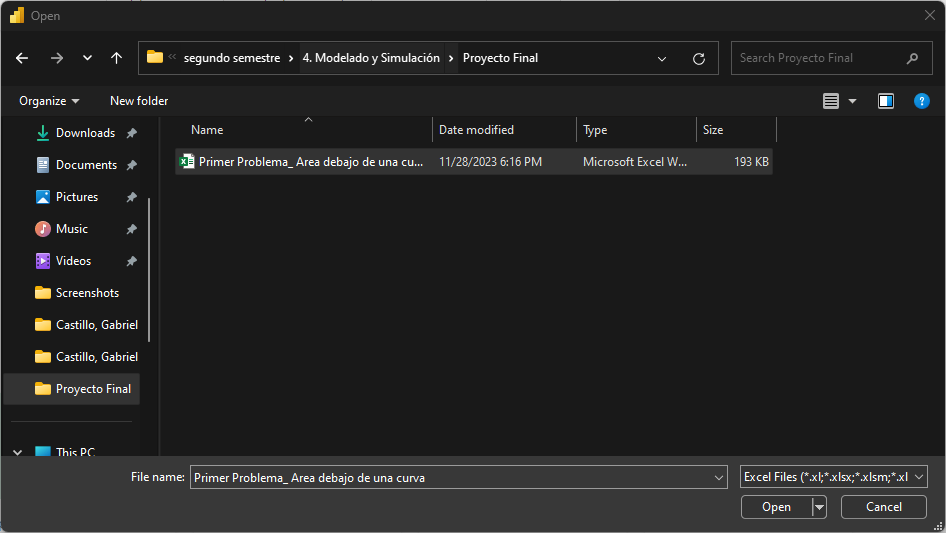 Open
segundo semestre
4. Modelado y Simulación
Proyecto Final
Search Proyecto Final
Organize
New folder
Name
Date modified
Type
Size
Downloads
Documents
Pictures
Music
Videos
Screenshots
Castillo, Gabriel
Castillo, Gabriel
Proyecto Final
This PC
Primer Problema_ Area debajo de una cu... 11/28/2023 6:16 PM Microsoft Excel W... 193 KB
File name: Primer Problema_ Area debajo de una curva
Excel Files (*.xl;*.xlsx;*.xlsm;*.xl
Open
Cancel